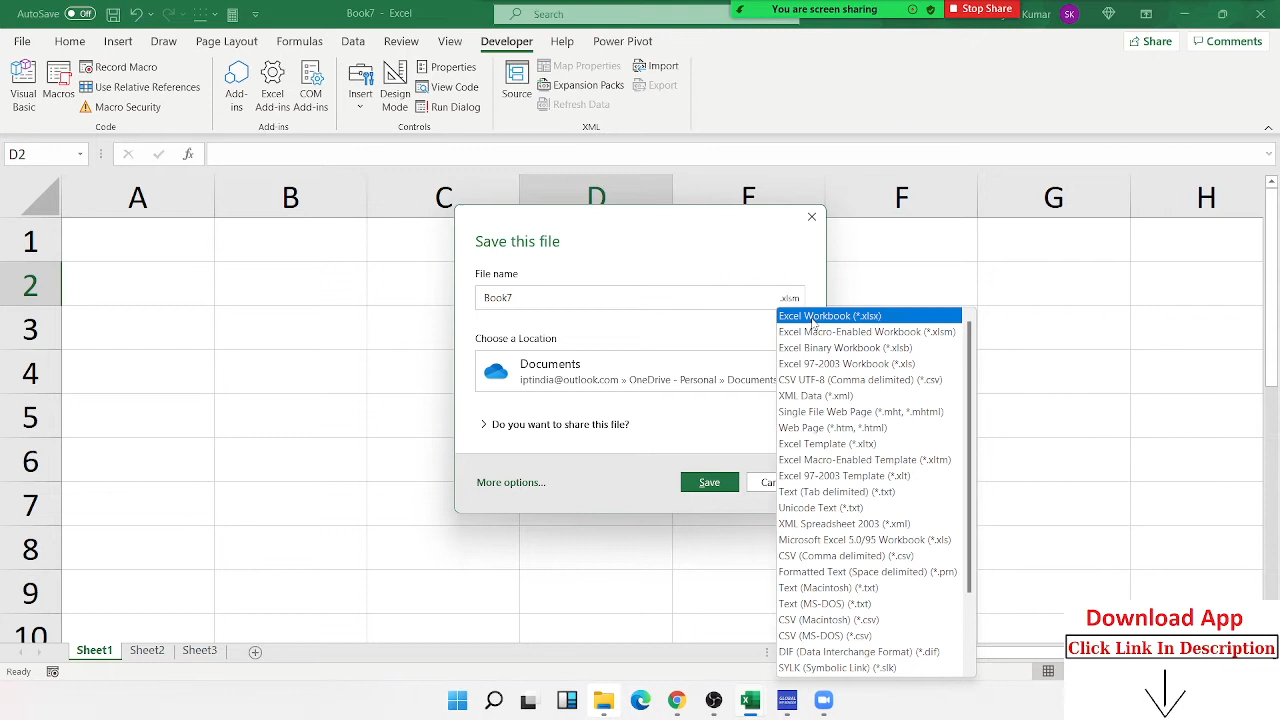 AutoSave Off
Book7 - Excel
Search
You are screen sharing
Stop Share
Kumar SK
File Home Insert Draw Page Layout Formulas Data Review View Developer Help Power Pivot
Share Comments
Visual Basic
Macros
Record Macro
Use Relative References
Macro Security
Code
Add-ins
Excel Add-ins
COM Add-ins
Add-ins
Insert
Design Mode
Properties
View Code
Run Dialog
Controls
Source
Map Properties
Expansion Packs
Refresh Data
Import
Export
XML
D2
fx
A B C D E F G H
1
2
3
4
5
6
7
8
9
10
Save this file
File name
Book7 .xlsm
Choose a Location
Documents
iptindia@outlook.com » OneDrive - Personal » Documents
Do you want to share this file?
More options...
Save
Excel Workbook (*.xlsx)
Excel Macro-Enabled Workbook (*.xlsm)
Excel Binary Workbook (*.xlsb)
Excel 97-2003 Workbook (*.xls)
CSV UTF-8 (Comma delimited) (*.csv)
XML Data (*.xml)
Single File Web Page (*.mht, *.mhtml)
Web Page (*.htm, *.html)
Excel Template (*.xltx)
Excel Macro-Enabled Template (*.xltm)
Excel 97-2003 Template (*.xlt)
Text (Tab delimited) (*.txt)
Unicode Text (*.txt)
XML Spreadsheet 2003 (*.xml)
Microsoft Excel 5.0/95 Workbook (*.xls)
CSV (Comma delimited) (*.csv)
Formatted Text (Space delimited) (*.prn)
Text (Macintosh) (*.txt)
Text (MS-DOS) (*.txt)
CSV (Macintosh) (*.csv)
CSV (MS-DOS) (*.csv)
DIF (Data Interchange Format) (*.dif)
SYLK (Symbolic Link) (*.slk)
Sheet1 Sheet2 Sheet3
Ready
Download App
Click Link In Description